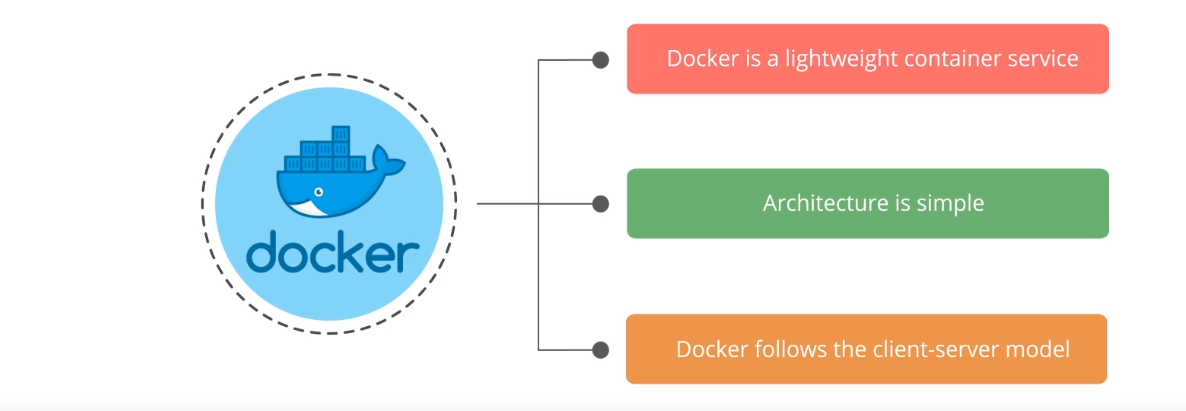 docker
Docker is a lightweight container service
Architecture is simple
Docker follows the client-server model